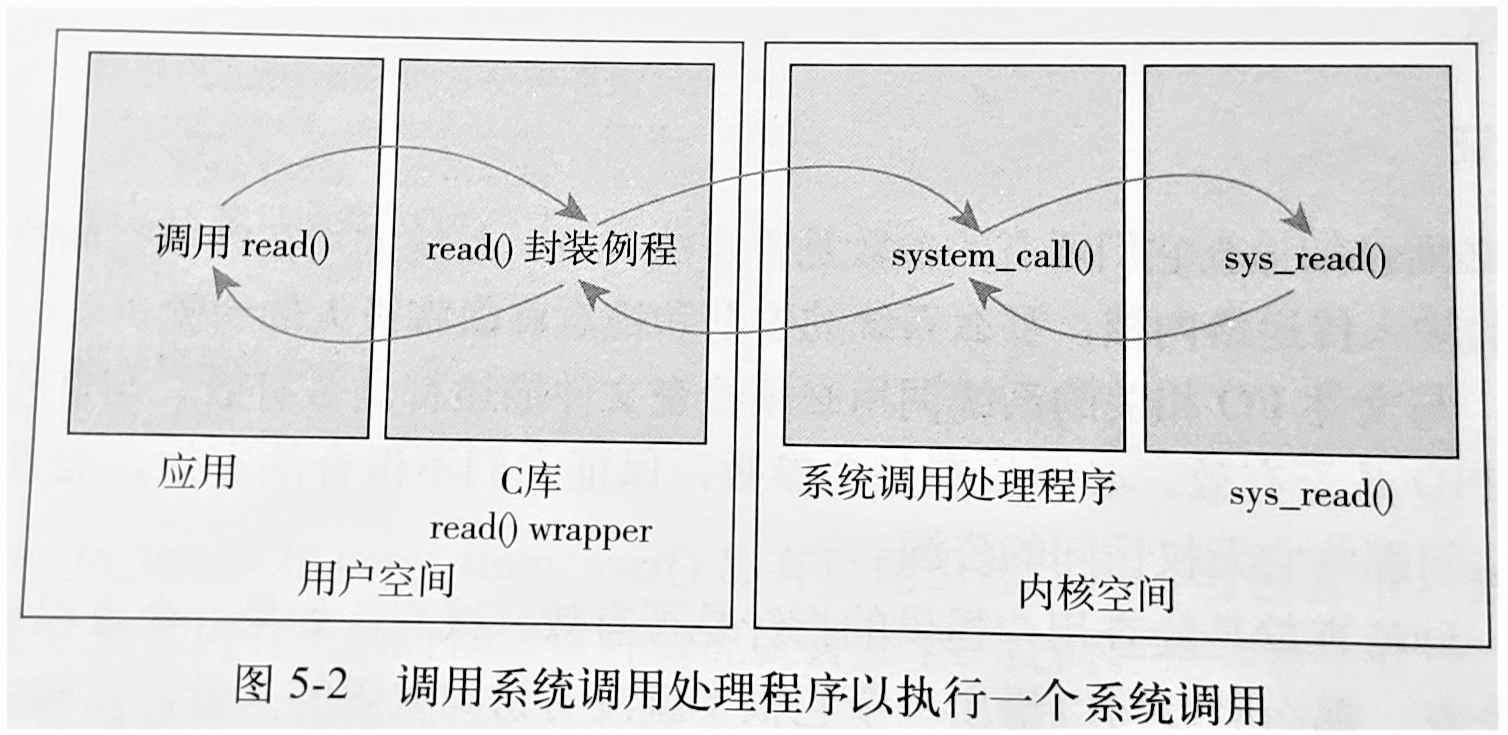 调用 read()
read() 封装例程
system_call()
sys_read()
应用
C库
read() wrapper
系统调用处理程序
sys_read()
用户空间
内核空间
图 5-2 调用系统调用处理程序以执行一个系统调用